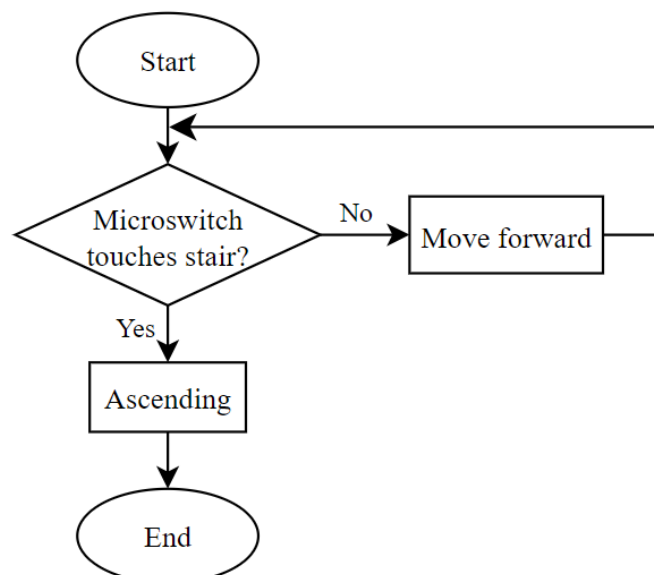 Start
Microswitch
touches stair?
No
Move forward
Yes
Ascending
End